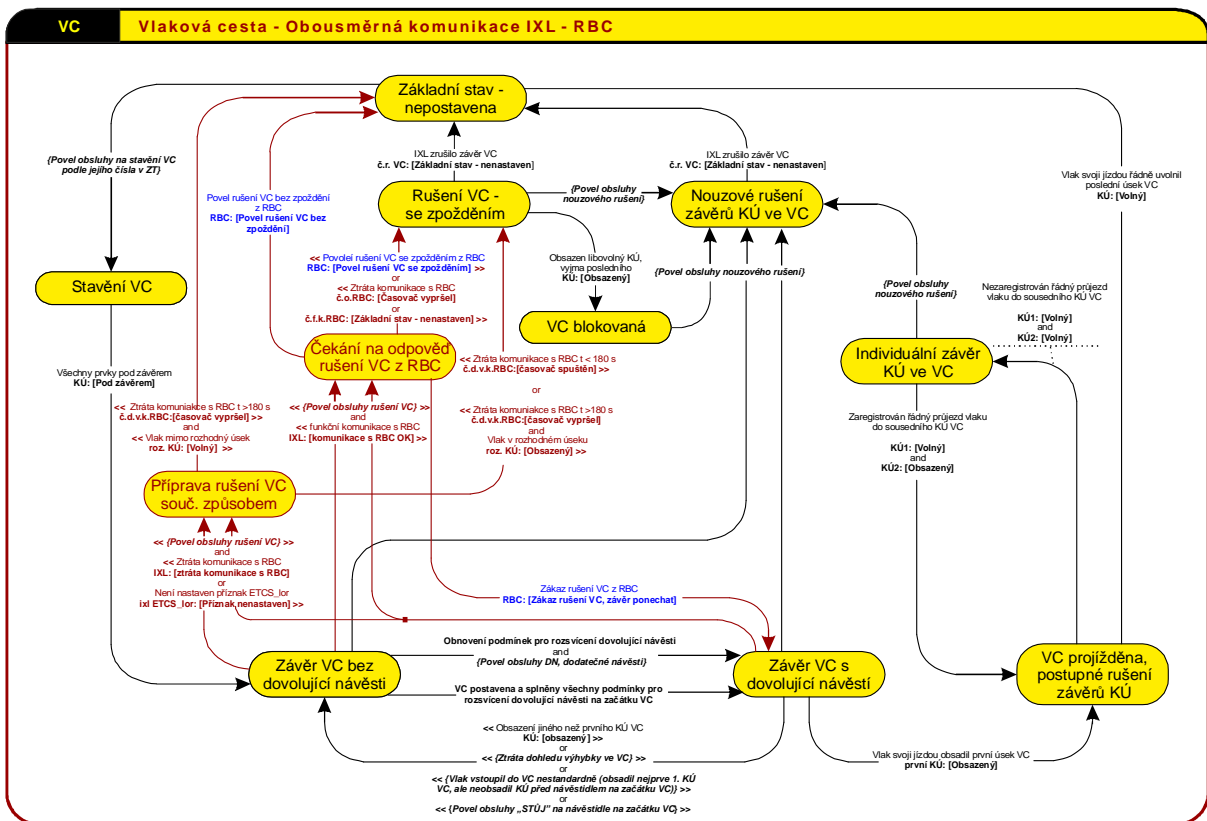 VC
Vlaková cesta - Obousměrná komunikace IXL - RBC
Základní stav -
nepostavena
{Povel obsluhy na stavění VC
podle jejího čísla v ZT}
IXL zrušilo závěr VC
č.r. VC: [Základní stav - nenastaven]
IXL zrušilo závěr VC
č.r. VC: [Základní stav - nenastaven]
Vlak svoji jízdou řádně uvolnil
poslední úsek VC
KÚ: [Volný]
Povel rušení VC bez zpoždění
z RBC
RBC: [Povel rušení VC bez
zpoždění]
Rušení VC -
se zpožděním
{Povel obsluhy
nouzového rušení}
Nouzové rušení
závěrů KÚ ve VC
Stavění VC
<< Povolei rušení VC se zpožděním z RBC
RBC: [Povel rušení VC se zpožděním] >>
or
<< Ztráta komunikace s RBC
č.o.RBC: [Časovač vypršel]
or
č.f.k.RBC: [Základní stav - nenastaven] >>
Obsazen libovolný KÚ,
vyjma posledního
KÚ: [Obsazený]
{Povel obsluhy nouzového rušení}
{Povel obsluhy
nouzového rušení}
Nezaregistrován řádný průjezd
vlaku do sousedního KÚ VC
KÚ1: [Volný]
and
KÚ2: [Volný]
VC blokovaná
Čekání na odpověď
rušení VC z RBC
Individuální závěr
KÚ ve VC
Všechny prvky pod závěrem
KÚ: [Pod závěrem]
<< Ztráta komunikace s RBC t < 180 s
č.d.v.k.RBC:[časovač spuštěn] >>
or
<< Ztráta komuniakce s RBC t >180 s
č.d.v.k.RBC:[časovač vypršel]
and
Vlak v rozhodném úseku
roz. KÚ: [Obsazený] >>
<< Ztráta komuniakce s RBC t >180 s
č.d.v.k.RBC:[časovač vypršel] >>
and
<< Vlak mimo rozhodný úsek
roz. KÚ: [Volný] >>
<< {Povel obsluhy rušení VC} >>
and
<< funkční komunikace s RBC
IXL: [komunikace s RBC OK] >>
Zaregistrován řádný průjezd vlaku
do sousedního KÚ VC
KÚ1: [Volný]
and
KÚ2: [Obsazený]
Příprava rušení VC
souč. způsobem
<< {Povel obsluhy rušení VC} >>
and
<< Ztráta komunikace s RBC
IXL: [ztráta komunikace s RBC]
or
Není nastaven příznak ETCS_lor
ixl ETCS_lor: [Příznak nenastaven] >>
Zákaz rušení VC z RBC
RBC: [Zákaz rušení VC, závěr ponechat]
Závěr VC bez
dovolující návěsti
Obnovení podmínek pro rozsvícení dovolující návěsti
and
{Povel obsluhy DN, dodatečné návěsti}
VC postavena a splněny všechny podmínky pro
rozsvícení dovolující návěsti na začátku VC
Závěr VC s
dovolující návěstí
VC projížděna,
postupné rušení
závěrů KÚ
<< Obsazení jiného než prvního KÚ VC
KÚ: [obsazený] >>
or
<< {Ztráta dohledu výhybky ve VC} >>
or
<< {Vlak vstoupil do VC nestandardně (obsadil nejprve 1. KÚ
VC, ale neobsadil KÚ před návěstidlem na začátku VC)} >>
or
<< {Povel obsluhy „STŮJ" na návěstidle na začátku VC} >>
Vlak svoji jízdou obsadil první úsek VC
první KÚ: [Obsazený]